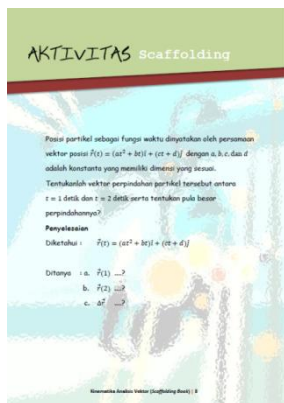 AKTIVITAS Scaffolding
Posisi partikel sebagai fungsi waktu dinyatakan oleh persamaan
vektor posisi r⃗(t) = (at² + bt)î + (ct + d)ĵ dengan a, b, c, dan d
adalah konstanta yang memiliki dimensi yang sesuai.
Tentukanlah vektor perpindahan partikel tersebut antara
t = 1 detik dan t = 2 detik serta tentukan pula besar
perpindahannya?
Penyelesaian
Diketahui : r⃗(t) = (at² + bt)î + (ct + d)ĵ
Ditanya : a. r⃗(1) ....?
b. r⃗(2) ....?
c. Δr⃗ ....?
Kinematika Analisis Vektor (Scaffolding Book) | 8